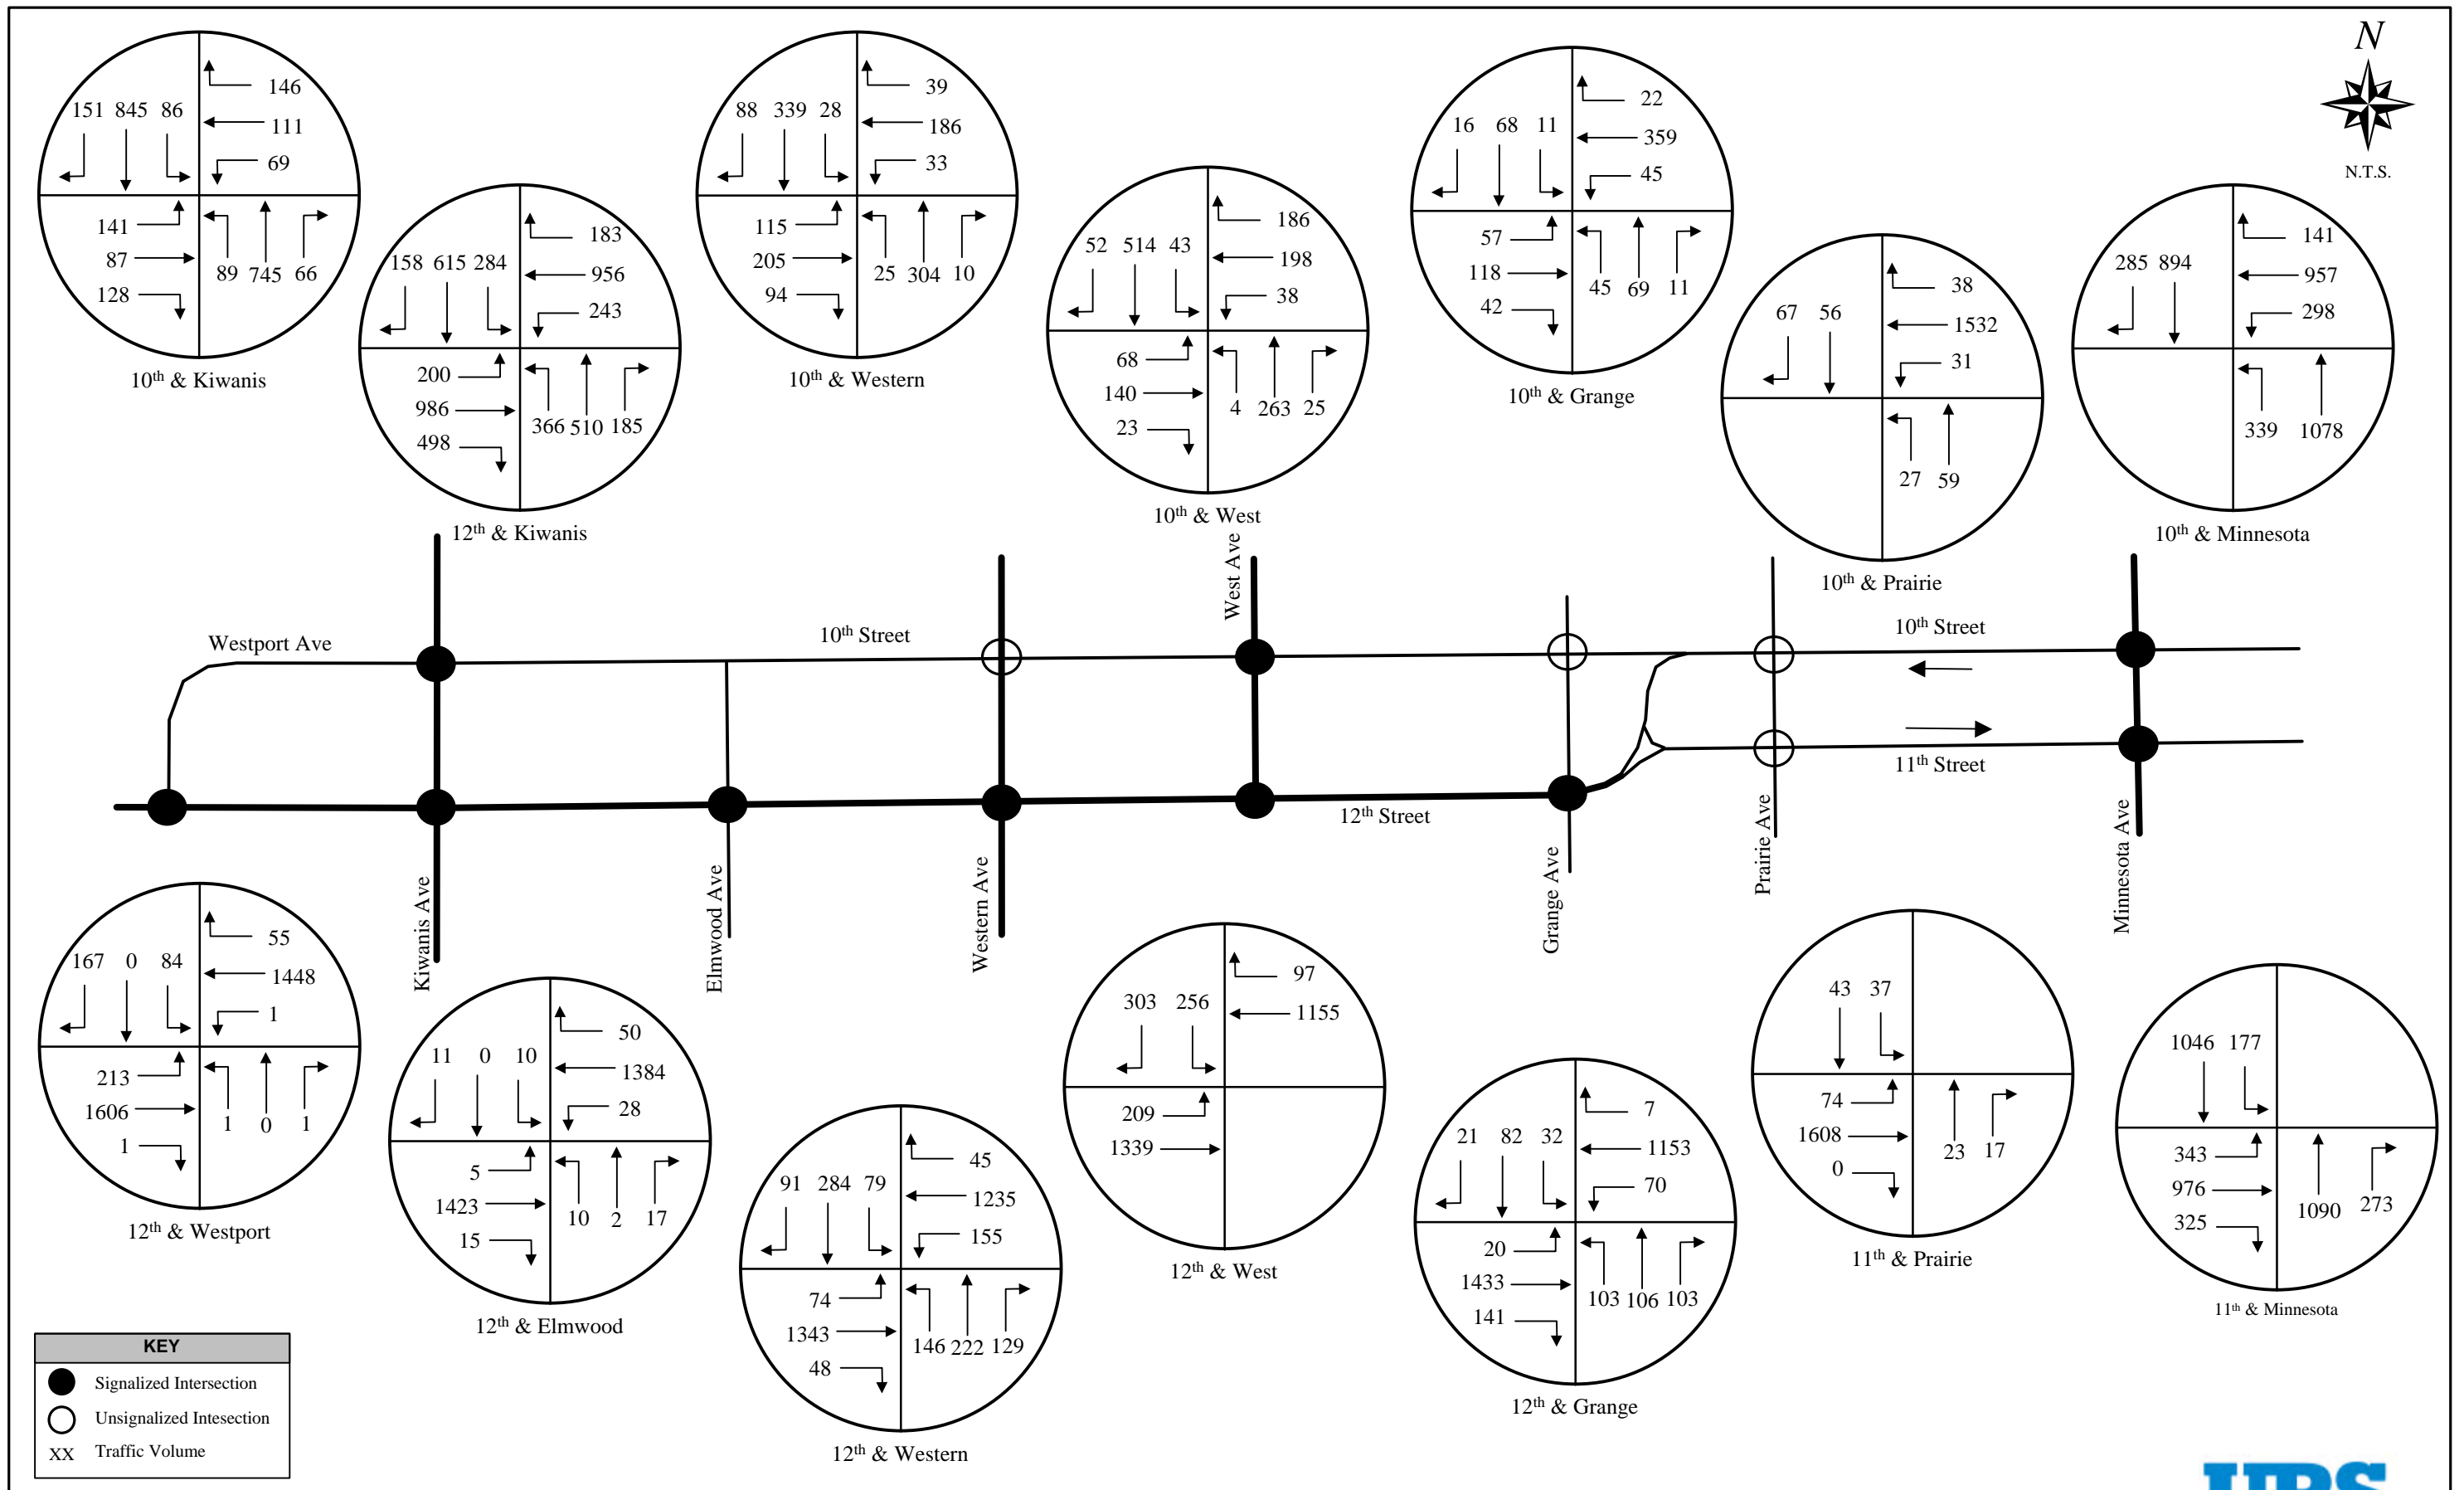 N
N.T.S.
146
151 845 86
111
69
141
87
89 745 66
128
10th & Kiwanis
183
158 615 284
956
243
200
986
366 510 185
498
12th & Kiwanis
39
88 339 28
186
33
115
205
25 304 10
94
10th & Western
186
52 514 43
198
38
68
140
4 263 25
23
10th & West
22
16 68 11
359
45
57
118
45 69 11
42
10th & Grange
38
67 56
1532
31
27 59
10th & Prairie
141
285 894
957
298
339 1078
10th & Minnesota
Westport Ave
10th Street
West Ave
10th Street
11th Street
12th Street
Kiwanis Ave
Elmwood Ave
Western Ave
Grange Ave
Prairie Ave
Minnesota Ave
55
167 0 84
1448
1
213
1606
1 0 1
1
12th & Westport
50
11 0 10
1384
28
5
1423
10 2 17
15
12th & Elmwood
45
91 284 79
1235
155
74
1343
146 222 129
48
12th & Western
97
303 256
1155
209
1339
12th & West
7
21 82 32
1153
70
20
1433
103 106 103
141
12th & Grange
43 37
74
1608
23 17
0
11th & Prairie
1046 177
343
976
1090 273
325
11th & Minnesota
KEY
Signalized Intersection
Unsignalized Intesection
XX Traffic Volume
URS